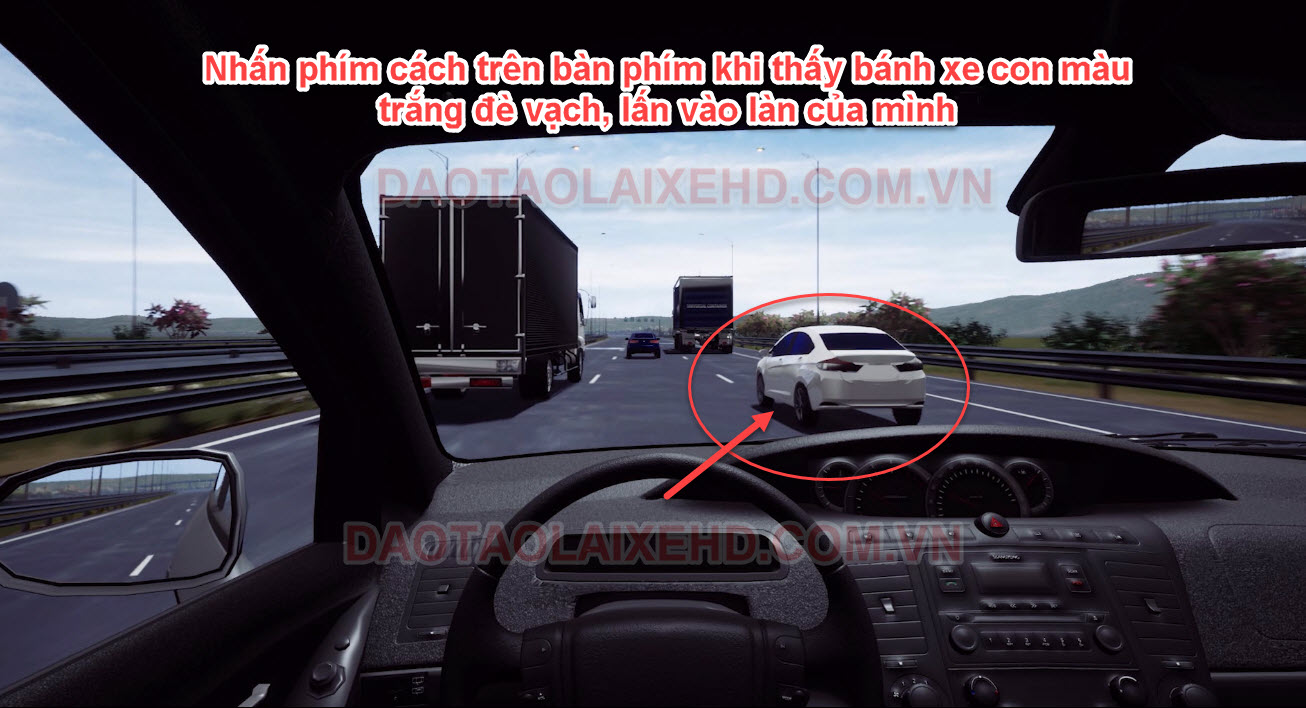 Nhấn phím cách trên bàn phím khi thấy bánh xe con màu
trắng đè vạch, lấn vào làn của mình
DAOTAOLAIXEHD.COM.VN
DAOTAOLAIXEHD.COM.VN